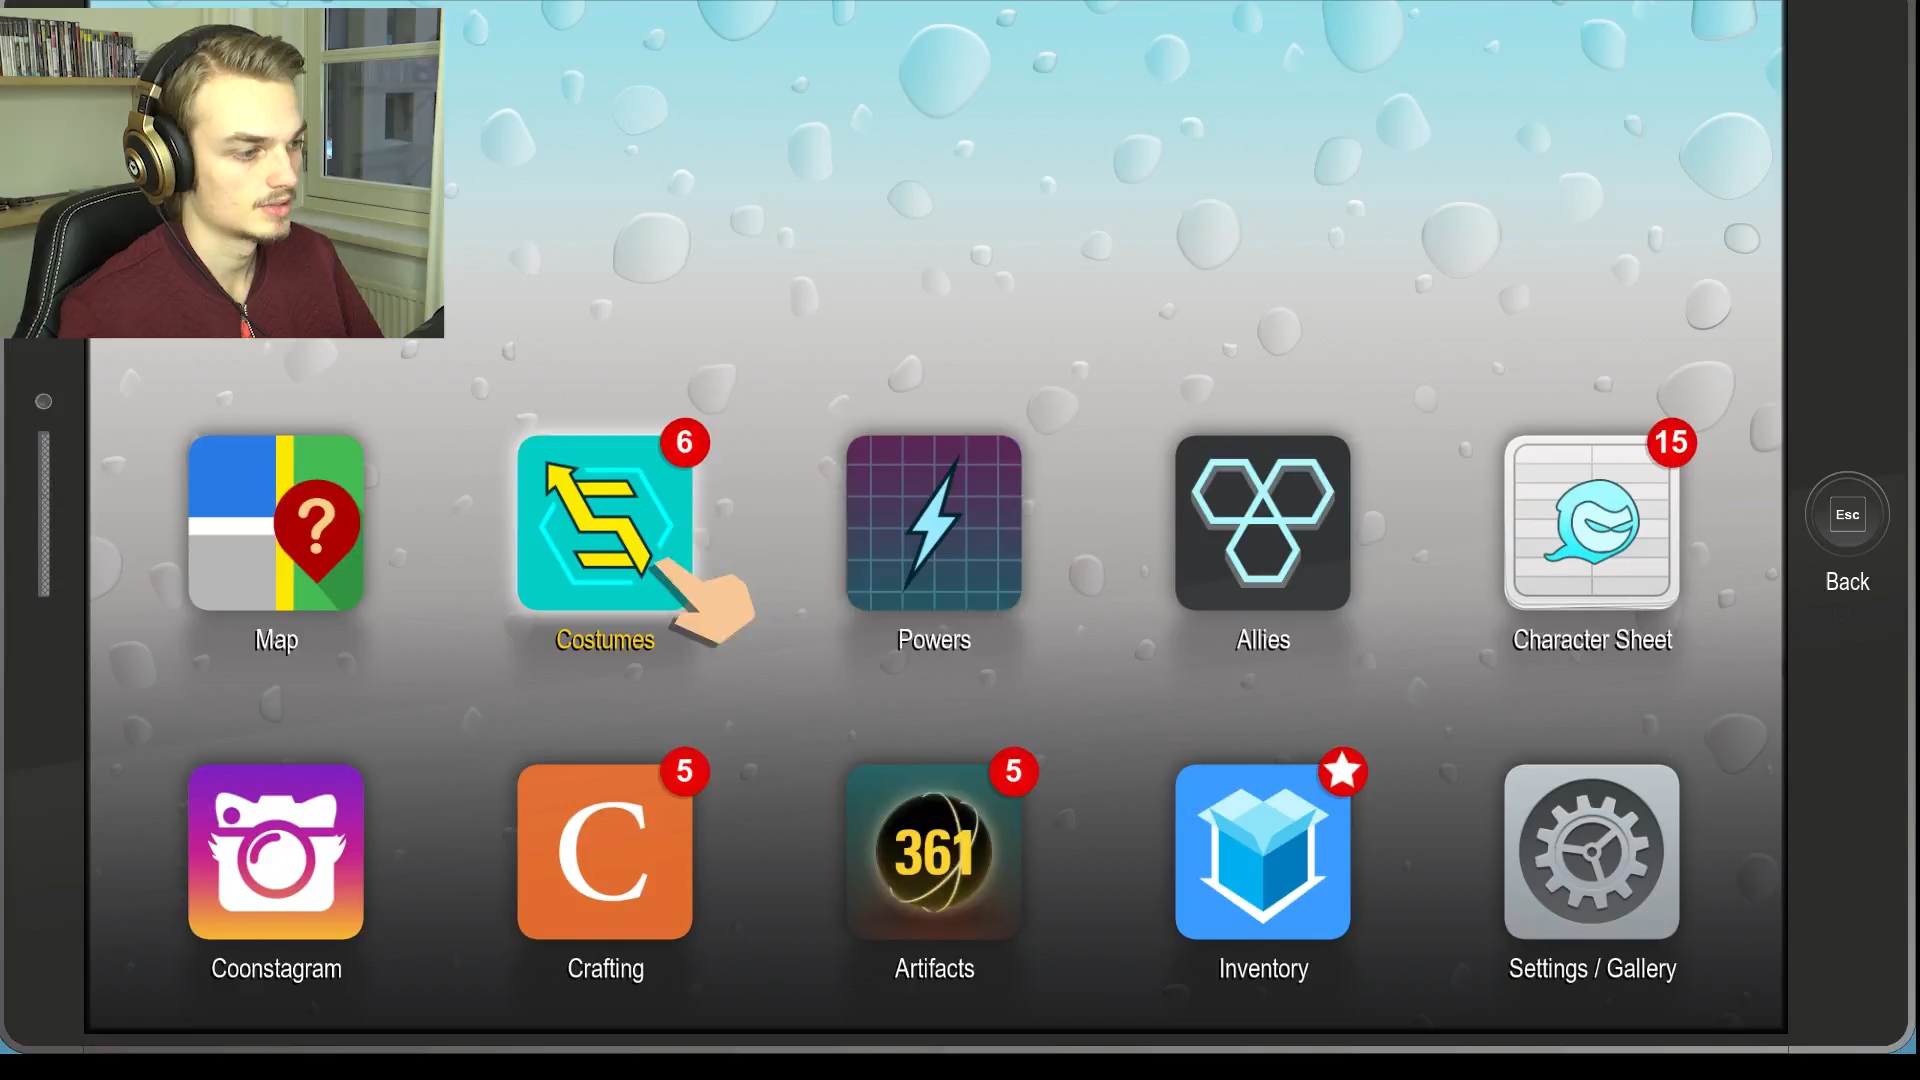 6
15
?
Esc
Back
Map
Costumes
Powers
Allies
Character Sheet
5
5
C
361
Coonstagram
Crafting
Artifacts
Inventory
Settings / Gallery